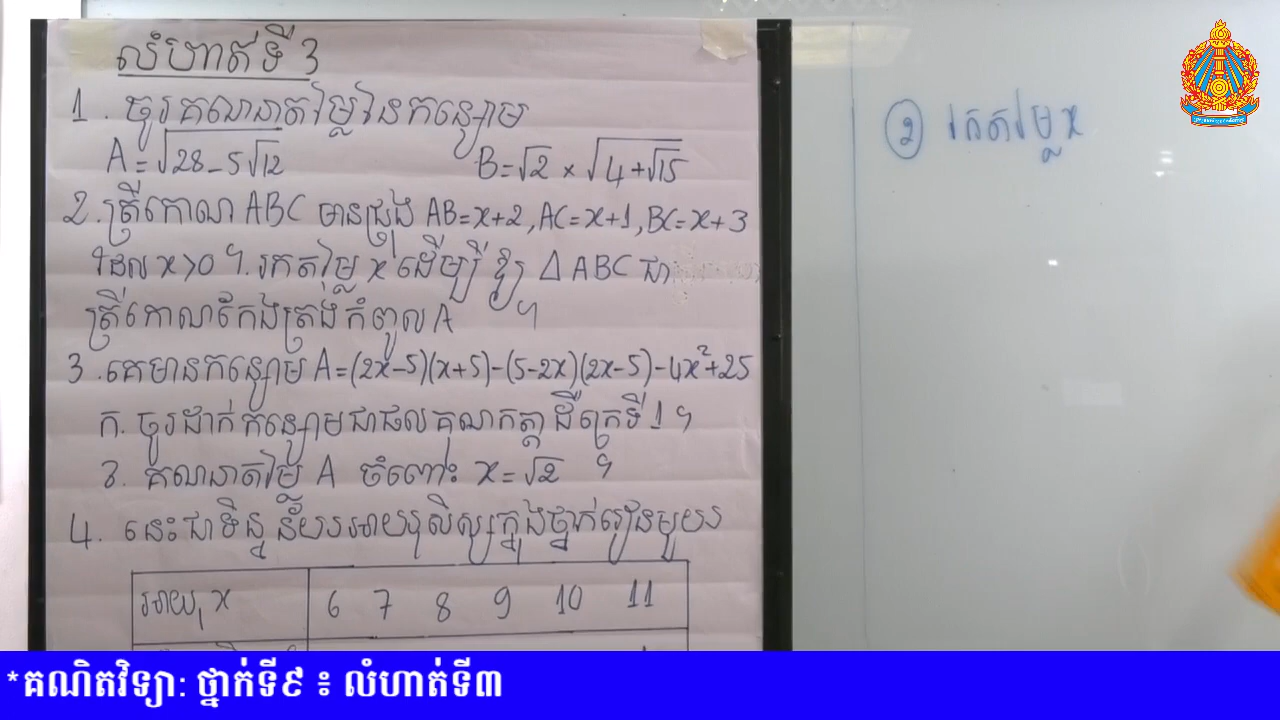 លំហាត់ទី 3
1. ចូរគណនាតម្លៃនៃកន្សោម
A = √(28 - 5√12)    B = √2 × √(4 + √15)
2. ត្រីកោណ ABC មានជ្រុង AB = x+2, AC = x+1, BC = x+3
ដែល x > 0 ។ រកតម្លៃ x ដើម្បីឱ្យ Δ ABC ជា
ត្រីកោណកែងត្រង់កំពូល A ។
3. គេមានកន្សោម A = (2x-5)(x+5) - (5-2x)(2x-5) - 4x² + 25
ក. ចូរដាក់កន្សោមជាផលគុណកត្តាដឺក្រេទី 1 ។
ខ. គណនាតម្លៃ A ចំពោះ x = √2 ។
4. នេះជាទិន្នន័យអាយុសិស្សក្នុងថ្នាក់រៀនមួយ
អាយុ x    6    7    8    9    10    11
② រកតម្លៃ x
*គណិតវិទ្យា: ថ្នាក់ទី៩ ៖ លំហាត់ទី៣